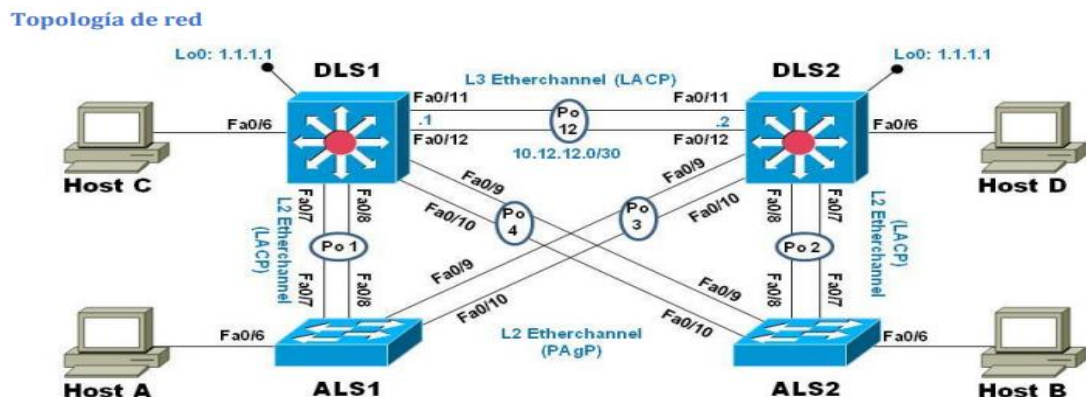 Topología de red
Lo0: 1.1.1.1
Lo0: 1.1.1.1
DLS1
DLS2
L3 Etherchannel (LACP)
Fa0/11
Fa0/11
Fa0/6
Po
12
Fa0/6
.1
.2
Fa0/12
Fa0/12
10.12.12.0/30
Host C
Host D
Fa0/7
Fa0/8
Fa0/9
Fa0/10
Fa0/9
Fa0/10
Fa0/8
Fa0/7
Po
4
Po
3
L2 Etherchannel
(LACP)
Po 1
Po 2
L2 Etherchannel
(LACP)
Fa0/7
Fa0/8
Fa0/9
Fa0/10
Fa0/9
Fa0/10
Fa0/8
Fa0/7
Fa0/6
L2 Etherchannel
(PAgP)
Fa0/6
Host A
ALS1
ALS2
Host B